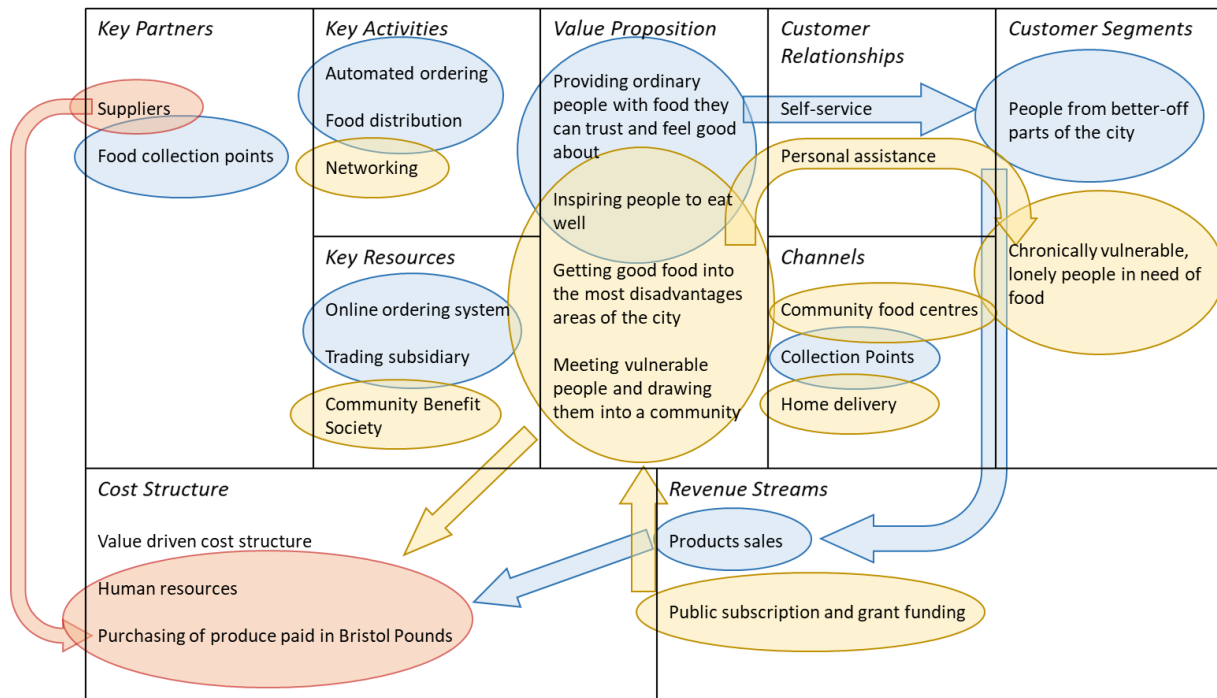 Key Partners
Suppliers
Food collection points
Key Activities
Automated ordering
Food distribution
Networking
Key Resources
Online ordering system
Trading subsidiary
Community Benefit
Society
Value Proposition
Providing ordinary
people with food they
can trust and feel good
about
Inspiring people to eat
well
Getting good food into
the most disadvantages
areas of the city
Meeting vulnerable
people and drawing
them into a community
Customer
Relationships
Self-service
Personal assistance
Channels
Community food centres
Collection Points
Home delivery
Customer Segments
People from better-off
parts of the city
Chronically vulnerable,
lonely people in need of
food
Cost Structure
Value driven cost structure
Human resources
Purchasing of produce paid in Bristol Pounds
Revenue Streams
Products sales
Public subscription and grant funding